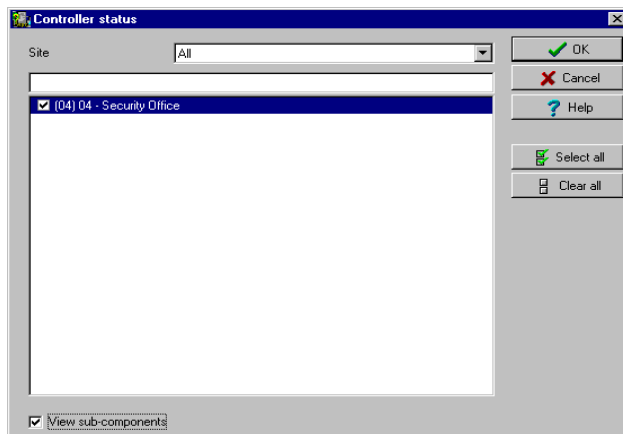 Controller status
Site
All
OK
Cancel
(04) 04 - Security Office
Help
Select all
Clear all
View sub-components